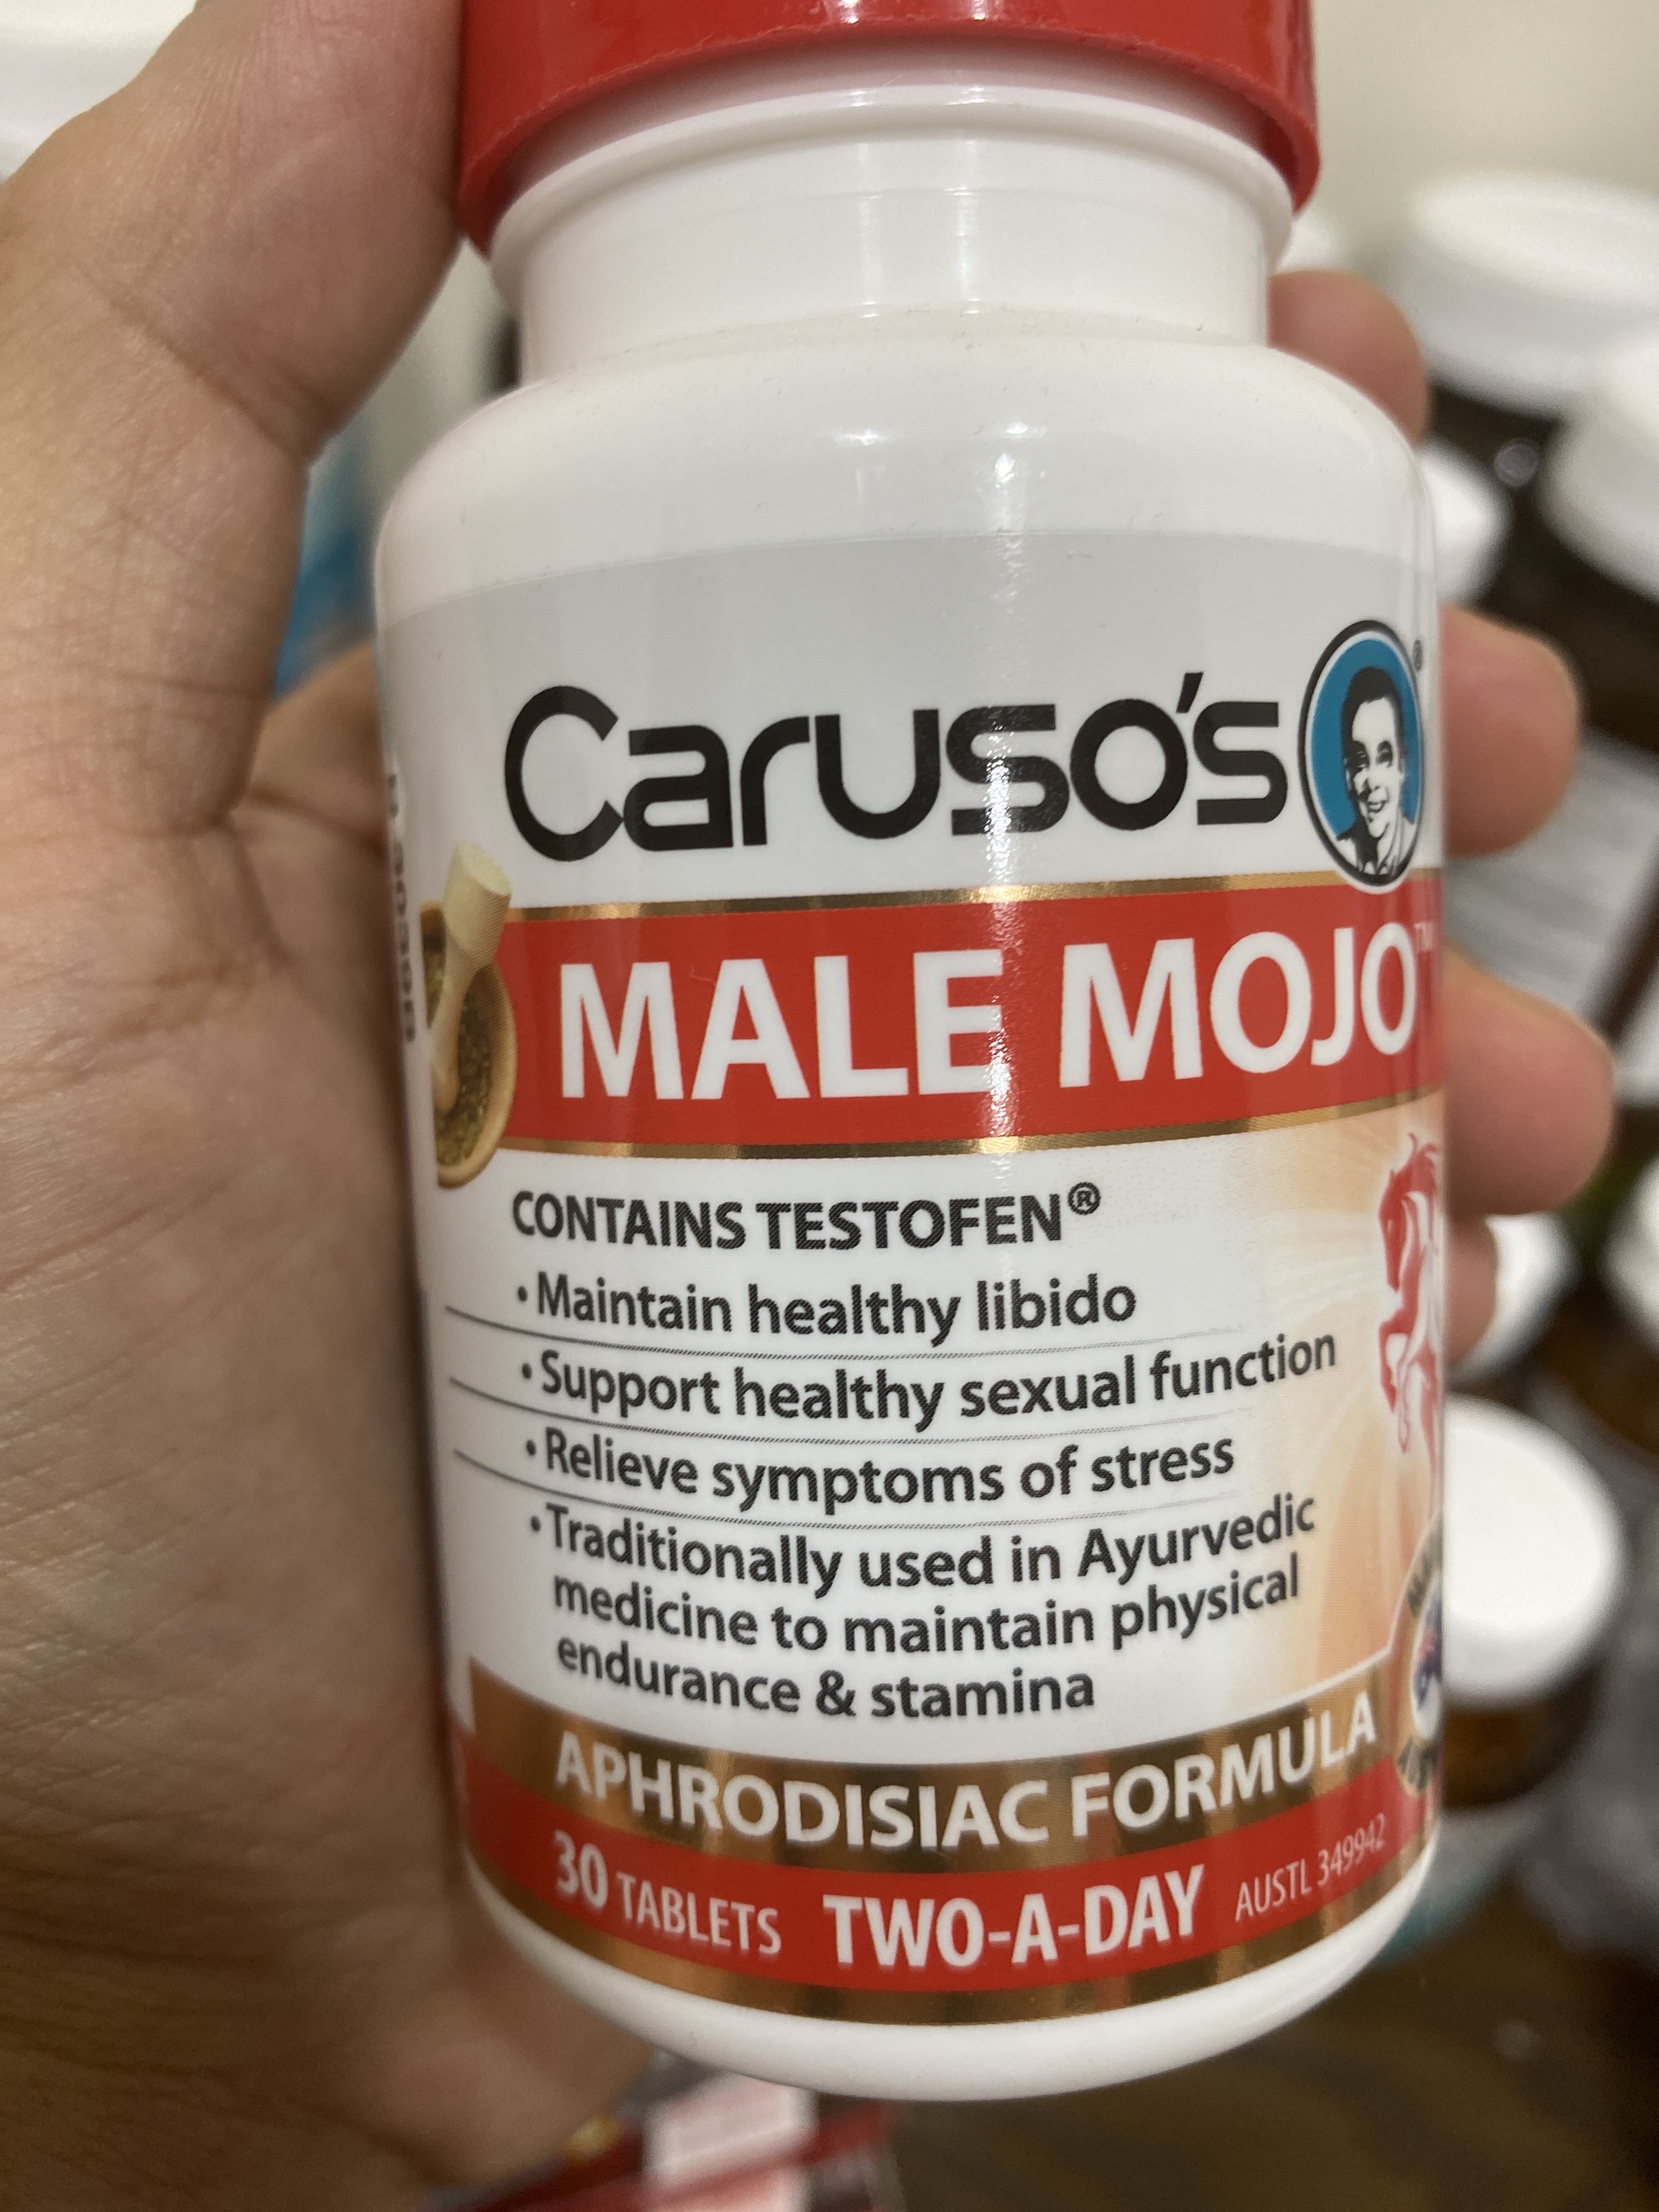 Caruso's®
MALE MOJO™
CONTAINS TESTOFEN®
• Maintain healthy libido
• Support healthy sexual function
• Relieve symptoms of stress
• Traditionally used in Ayurvedic
medicine to maintain physical
endurance & stamina
APHRODISIAC FORMULA
30 TABLETS TWO-A-DAY AUSTL 349942